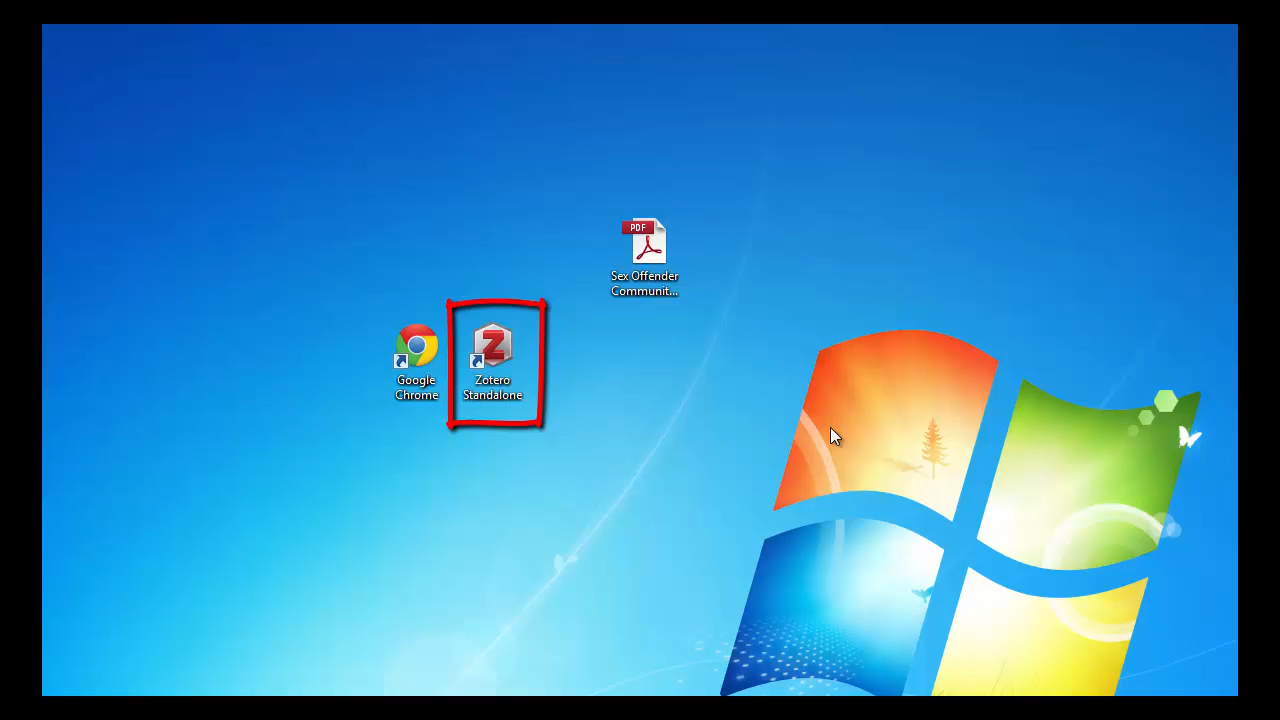 PDF
Sex Offender
Communit...
Google
Chrome
Z
Zotero
Standalone